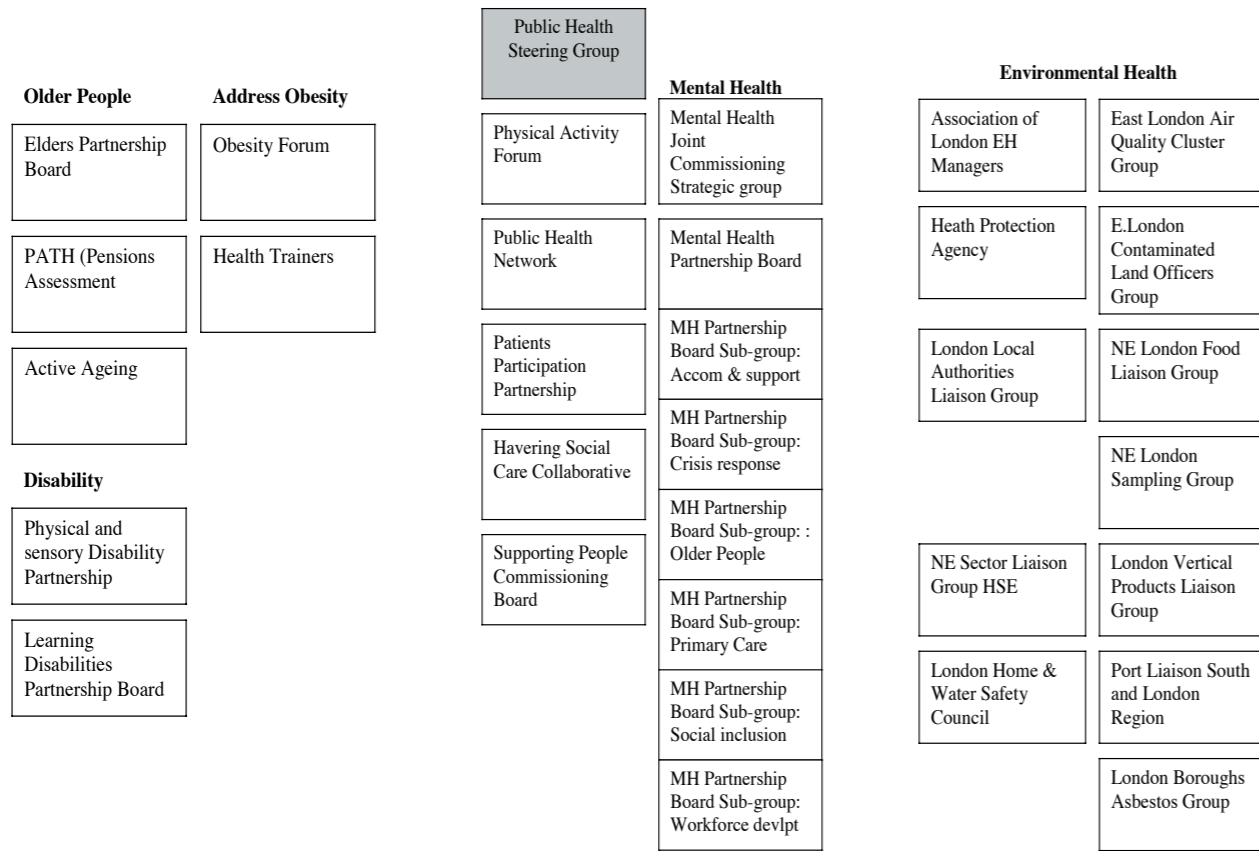 Older People
Elders Partnership
Board
PATH (Pensions
Assessment
Active Ageing
Disability
Physical and
sensory Disability
Partnership
Learning
Disabilities
Partnership Board
Address Obesity
Obesity Forum
Health Trainers
Public Health
Steering Group
Physical Activity
Forum
Public Health
Network
Patients
Participation
Partnership
Havering Social
Care Collaborative
Supporting People
Commissioning
Board
Mental Health
Mental Health
Joint
Commissioning
Strategic group
Mental Health
Partnership Board
MH Partnership
Board Sub-group:
Accom & support
MH Partnership
Board Sub-group:
Crisis response
MH Partnership
Board Sub-group: :
Older People
MH Partnership
Board Sub-group:
Primary Care
MH Partnership
Board Sub-group:
Social inclusion
MH Partnership
Board Sub-group:
Workforce devlpt
Environmental Health
Association of
London EH
Managers
Heath Protection
Agency
London Local
Authorities
Liaison Group
NE Sector Liaison
Group HSE
London Home &
Water Safety
Council
East London Air
Quality Cluster
Group
E.London
Contaminated
Land Officers
Group
NE London Food
Liaison Group
NE London
Sampling Group
London Vertical
Products Liaison
Group
Port Liaison South
and London
Region
London Boroughs
Asbestos Group